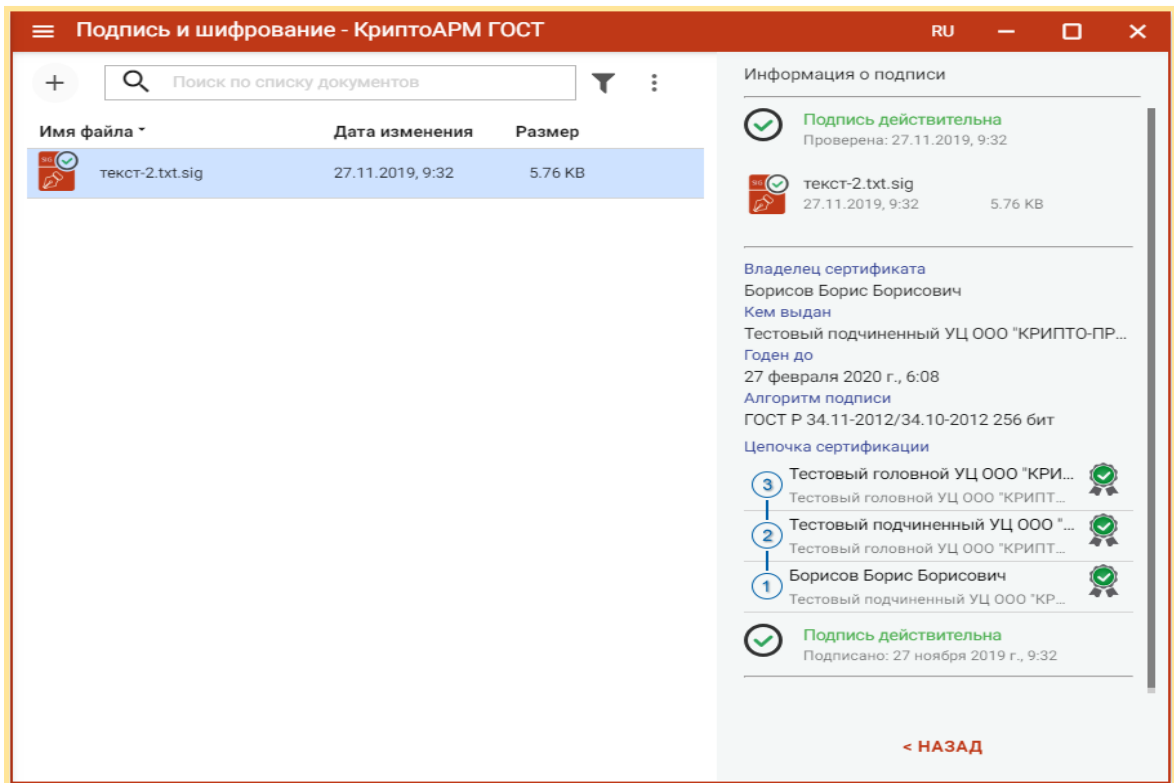 Подпись и шифрование - КриптоАРМ ГОСТ
RU
Поиск по списку документов
Имя файла
Дата изменения
Размер
SIG
текст-2.txt.sig
27.11.2019, 9:32
5.76 KB
Информация о подписи
Подпись действительна
Проверена: 27.11.2019, 9:32
SIG
текст-2.txt.sig
27.11.2019, 9:32
5.76 KB
Владелец сертификата
Борисов Борис Борисович
Кем выдан
Тестовый подчиненный УЦ ООО "КРИПТО-ПР...
Годен до
27 февраля 2020 г., 6:08
Алгоритм подписи
ГОСТ Р 34.11-2012/34.10-2012 256 бит
Цепочка сертификации
3
Тестовый головной УЦ ООО "КРИ...
Тестовый головной УЦ ООО "КРИПТ...
2
Тестовый подчиненный УЦ ООО "...
Тестовый головной УЦ ООО "КРИПТ...
1
Борисов Борис Борисович
Тестовый подчиненный УЦ ООО "КР...
Подпись действительна
Подписано: 27 ноября 2019 г., 9:32
< НАЗАД